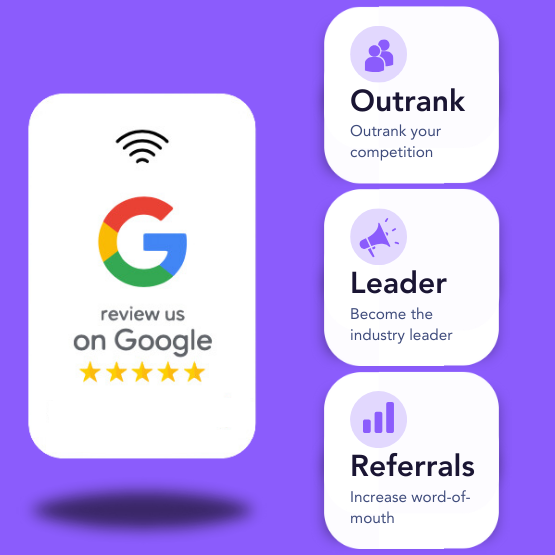 review us
on Google
Outrank
Outrank your
competition
Leader
Become the
industry leader
Referrals
Increase word-of-
mouth